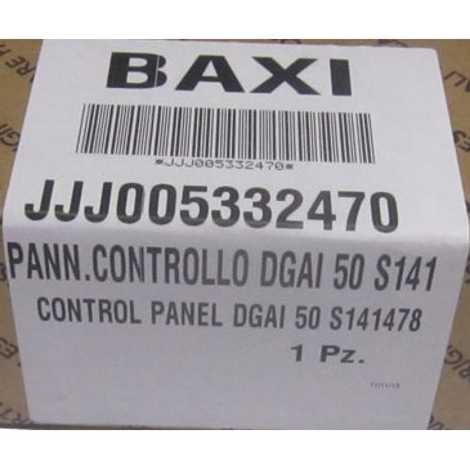 BAXI
*JJJ005332470*
JJJ005332470
PANN.CONTROLLO DGAI 50 S141
CONTROL PANEL DGAI 50 S141478
1 Pz.